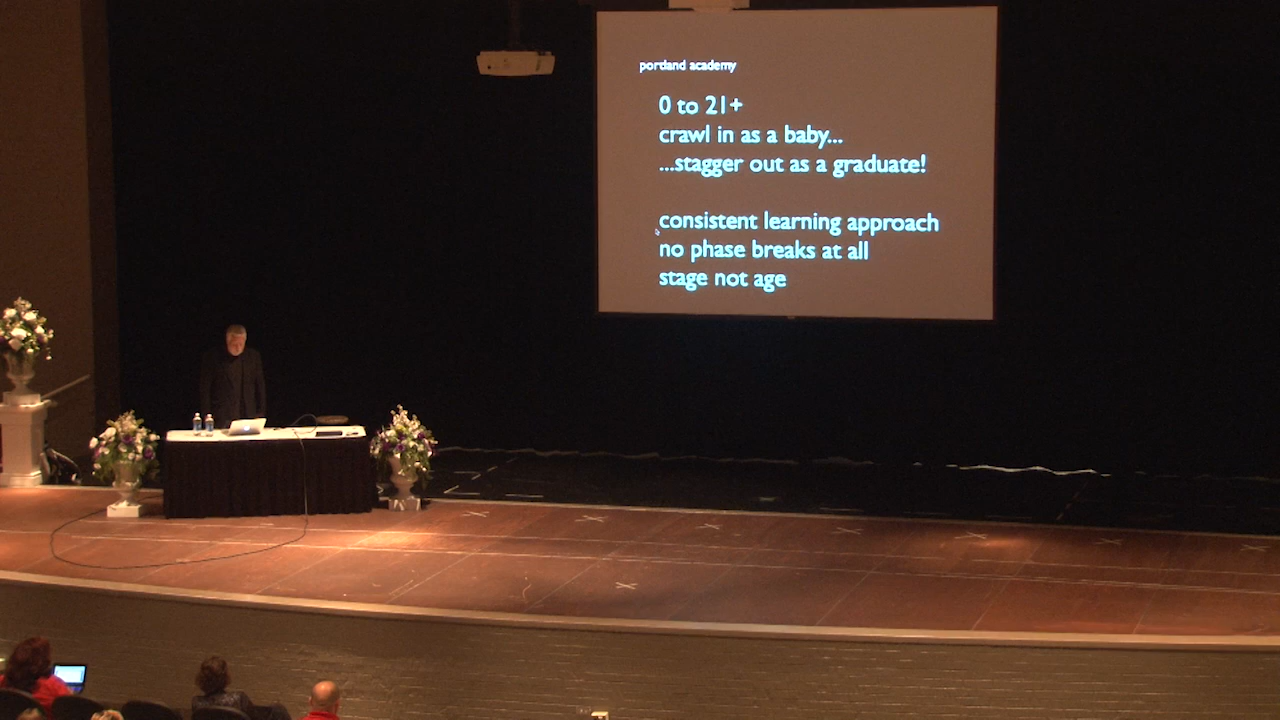 portland academy
0 to 21+
crawl in as a baby...
...stagger out as a graduate!
consistent learning approach
no phase breaks at all
stage not age